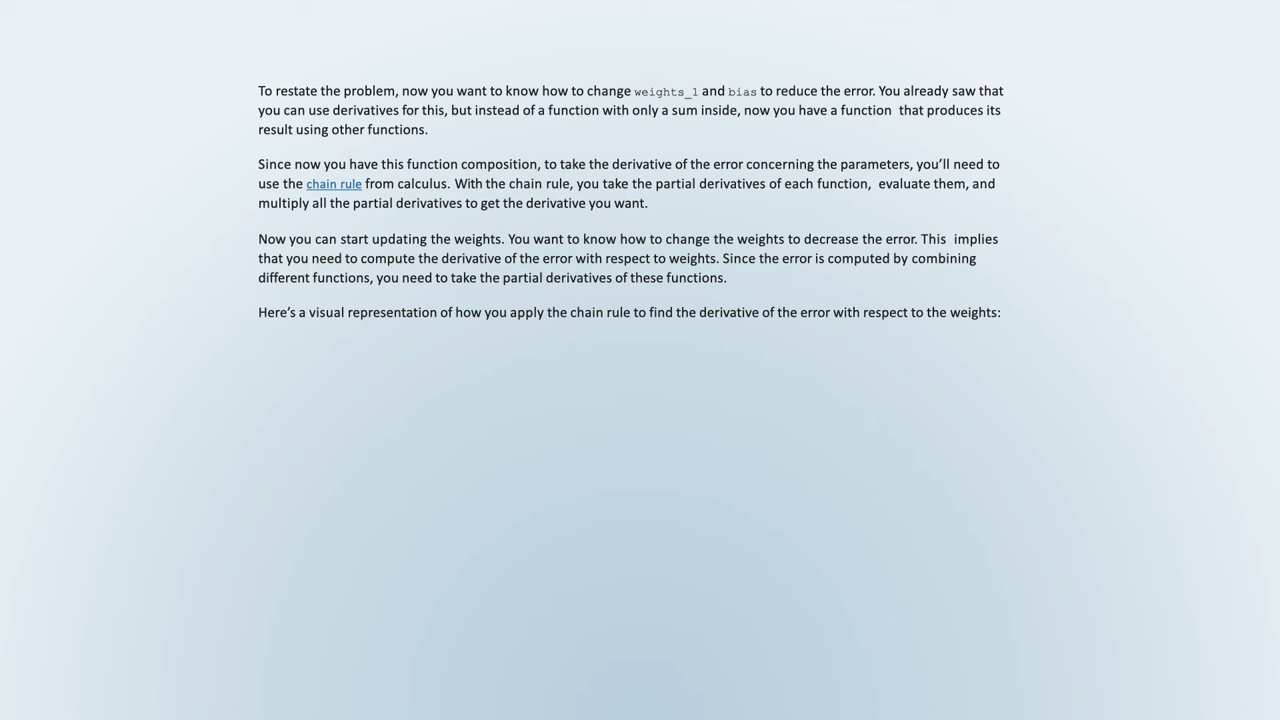 To restate the problem, now you want to know how to change weights_1 and bias to reduce the error. You already saw that
you can use derivatives for this, but instead of a function with only a sum inside, now you have a function that produces its
result using other functions.
Since now you have this function composition, to take the derivative of the error concerning the parameters, you’ll need to
use the chain rule from calculus. With the chain rule, you take the partial derivatives of each function, evaluate them, and
multiply all the partial derivatives to get the derivative you want.
Now you can start updating the weights. You want to know how to change the weights to decrease the error. This implies
that you need to compute the derivative of the error with respect to weights. Since the error is computed by combining
different functions, you need to take the partial derivatives of these functions.
Here’s a visual representation of how you apply the chain rule to find the derivative of the error with respect to the weights: